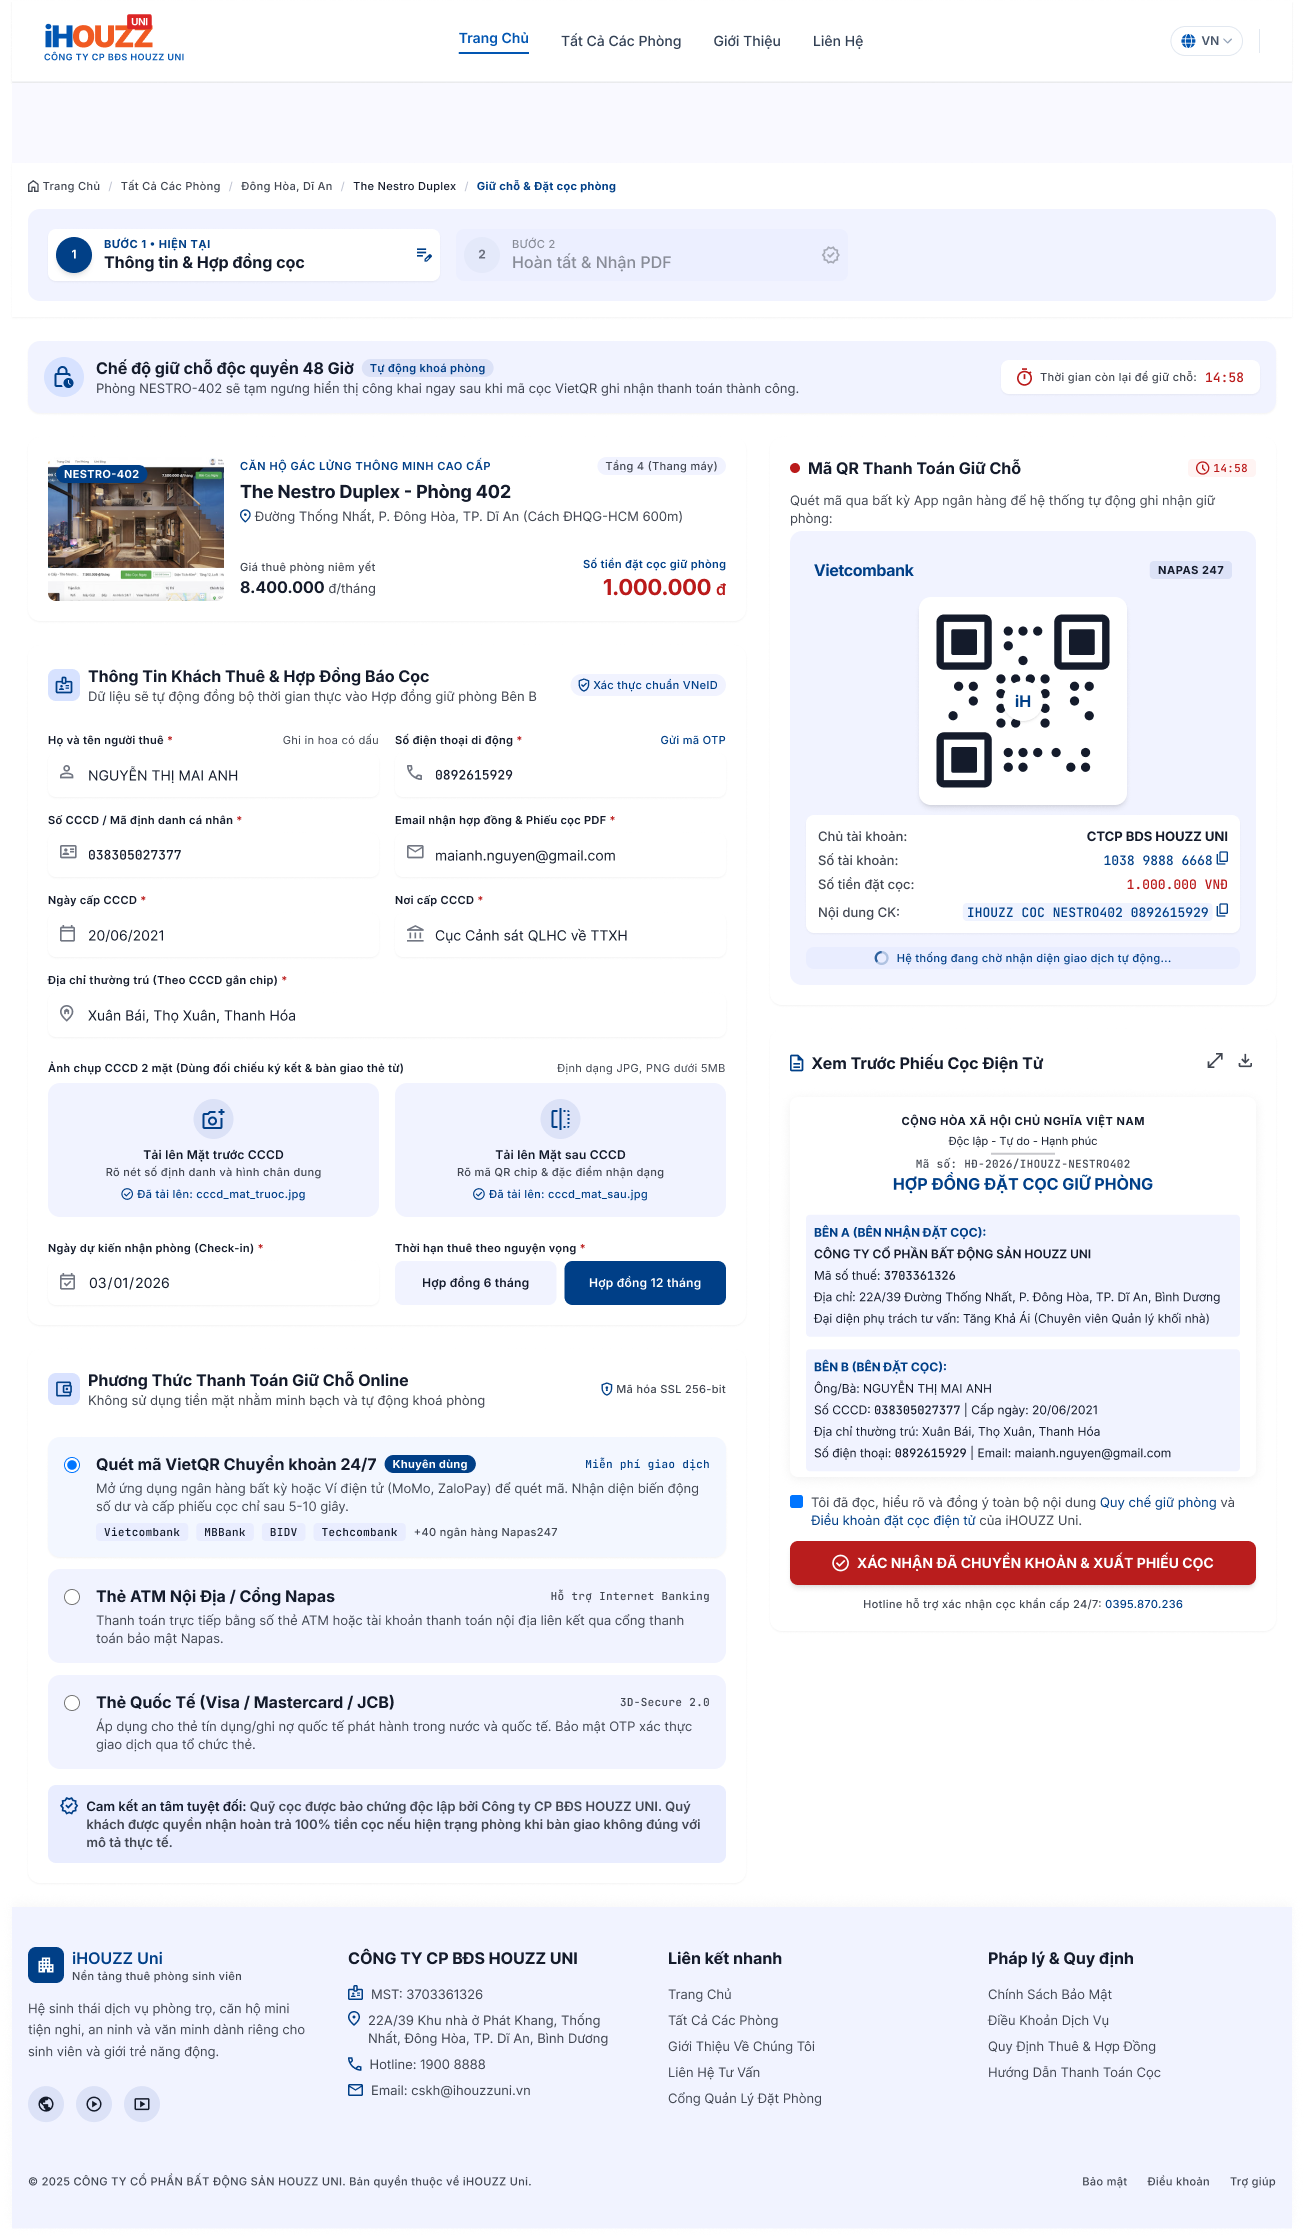 iHOUZZ UNI
CÔNG TY CP BĐS HOUZZ UNI
Trang Chủ
Tất Cả Các Phòng
Giới Thiệu
Liên Hệ
VN
Trang Chủ / Tất Cả Các Phòng / Đông Hòa, Dĩ An / The Nestro Duplex / Giữ chỗ & Đặt cọc phòng
1
BƯỚC 1 • HIỆN TẠI
Thông tin & Hợp đồng cọc
2
BƯỚC 2
Hoàn tất & Nhận PDF
Chế độ giữ chỗ độc quyền 48 Giờ
Tự động khoá phòng
Phòng NESTRO-402 sẽ tạm ngưng hiển thị công khai ngay sau khi mã cọc VietQR ghi nhận thanh toán thành công.
Thời gian còn lại để giữ chỗ: 14:58
NESTRO-402
CĂN HỘ GÁC LỬNG THÔNG MINH CAO CẤP
Tầng 4 (Thang máy)
The Nestro Duplex - Phòng 402
Đường Thống Nhất, P. Đông Hòa, TP. Dĩ An (Cách ĐHQG-HCM 600m)
Giá thuê phòng niêm yết
8.400.000 đ/tháng
Số tiền đặt cọc giữ phòng
1.000.000 đ
Thông Tin Khách Thuê & Hợp Đồng Báo Cọc
Dữ liệu sẽ tự động đồng bộ thời gian thực vào Hợp đồng giữ phòng Bên B
Xác thực chuẩn VNeID
Họ và tên người thuê *
Ghi in hoa có dấu
NGUYỄN THỊ MAI ANH
Số điện thoại di động *
Gửi mã OTP
0892615929
Số CCCD / Mã định danh cá nhân *
038305027377
Email nhận hợp đồng & Phiếu cọc PDF *
maianh.nguyen@gmail.com
Ngày cấp CCCD *
20/06/2021
Nơi cấp CCCD *
Cục Cảnh sát QLHC về TTXH
Địa chỉ thường trú (Theo CCCD gắn chip) *
Xuân Bái, Thọ Xuân, Thanh Hóa
Ảnh chụp CCCD 2 mặt (Dùng đối chiếu ký kết & bàn giao thẻ từ)
Định dạng JPG, PNG dưới 5MB
Tải lên Mặt trước CCCD
Rõ nét số định danh và hình chân dung
Đã tải lên: cccd_mat_truoc.jpg
Tải lên Mặt sau CCCD
Rõ mã QR chip & đặc điểm nhận dạng
Đã tải lên: cccd_mat_sau.jpg
Ngày dự kiến nhận phòng (Check-in) *
03/01/2026
Thời hạn thuê theo nguyện vọng *
Hợp đồng 6 tháng
Hợp đồng 12 tháng
Phương Thức Thanh Toán Giữ Chỗ Online
Không sử dụng tiền mặt nhằm minh bạch và tự động khoá phòng
Mã hóa SSL 256-bit
Quét mã VietQR Chuyển khoản 24/7
Khuyên dùng
Miễn phí giao dịch
Mở ứng dụng ngân hàng bất kỳ hoặc Ví điện tử (MoMo, ZaloPay) để quét mã. Nhận diện biến động
số dư và cấp phiếu cọc chỉ sau 5-10 giây.
Vietcombank MBBank BIDV Techcombank +40 ngân hàng Napas247
Thẻ ATM Nội Địa / Cổng Napas
Hỗ trợ Internet Banking
Thanh toán trực tiếp bằng số thẻ ATM hoặc tài khoản thanh toán nội địa liên kết qua cổng thanh
toán bảo mật Napas.
Thẻ Quốc Tế (Visa / Mastercard / JCB)
3D-Secure 2.0
Áp dụng cho thẻ tín dụng/ghi nợ quốc tế phát hành trong nước và quốc tế. Bảo mật OTP xác thực
giao dịch qua tổ chức thẻ.
Cam kết an tâm tuyệt đối: Quỹ cọc được bảo chứng độc lập bởi Công ty CP BĐS HOUZZ UNI. Quý
khách được quyền nhận hoàn trả 100% tiền cọc nếu hiện trạng phòng khi bàn giao không đúng với
mô tả thực tế.
Mã QR Thanh Toán Giữ Chỗ
14:58
Quét mã qua bất kỳ App ngân hàng để hệ thống tự động ghi nhận giữ
phòng:
Vietcombank
NAPAS 247
iH
Chủ tài khoản: CTCP BDS HOUZZ UNI
Số tài khoản: 1038 9888 6668
Số tiền đặt cọc: 1.000.000 VNĐ
Nội dung CK: IHOUZZ COC NESTRO402 0892615929
Hệ thống đang chờ nhận diện giao dịch tự động...
Xem Trước Phiếu Cọc Điện Tử
CỘNG HÒA XÃ HỘI CHỦ NGHĨA VIỆT NAM
Độc lập - Tự do - Hạnh phúc
Mã số: HĐ-2026/IHOUZZ-NESTRO402
HỢP ĐỒNG ĐẶT CỌC GIỮ PHÒNG
BÊN A (BÊN NHẬN ĐẶT CỌC):
CÔNG TY CỔ PHẦN BẤT ĐỘNG SẢN HOUZZ UNI
Mã số thuế: 3703361326
Địa chỉ: 22A/39 Đường Thống Nhất, P. Đông Hòa, TP. Dĩ An, Bình Dương
Đại diện phụ trách tư vấn: Tăng Khả Ái (Chuyên viên Quản lý khối nhà)
BÊN B (BÊN ĐẶT CỌC):
Ông/Bà: NGUYỄN THỊ MAI ANH
Số CCCD: 038305027377 | Cấp ngày: 20/06/2021
Địa chỉ thường trú: Xuân Bái, Thọ Xuân, Thanh Hóa
Số điện thoại: 0892615929 | Email: maianh.nguyen@gmail.com
Tôi đã đọc, hiểu rõ và đồng ý toàn bộ nội dung Quy chế giữ phòng và
Điều khoản đặt cọc điện tử của iHOUZZ Uni.
XÁC NHẬN ĐÃ CHUYỂN KHOẢN & XUẤT PHIẾU CỌC
Hotline hỗ trợ xác nhận cọc khẩn cấp 24/7: 0395.870.236
iHOUZZ Uni
Nền tảng thuê phòng sinh viên
Hệ sinh thái dịch vụ phòng trọ, căn hộ mini
tiện nghi, an ninh và văn minh dành riêng cho
sinh viên và giới trẻ năng động.
CÔNG TY CP BĐS HOUZZ UNI
MST: 3703361326
22A/39 Khu nhà ở Phát Khang, Thống
Nhất, Đông Hòa, TP. Dĩ An, Bình Dương
Hotline: 1900 8888
Email: cskh@ihouzzuni.vn
Liên kết nhanh
Trang Chủ
Tất Cả Các Phòng
Giới Thiệu Về Chúng Tôi
Liên Hệ Tư Vấn
Cổng Quản Lý Đặt Phòng
Pháp lý & Quy định
Chính Sách Bảo Mật
Điều Khoản Dịch Vụ
Quy Định Thuê & Hợp Đồng
Hướng Dẫn Thanh Toán Cọc
© 2025 CÔNG TY CỔ PHẦN BẤT ĐỘNG SẢN HOUZZ UNI. Bản quyền thuộc về iHOUZZ Uni.
Bảo mật
Điều khoản
Trợ giúp